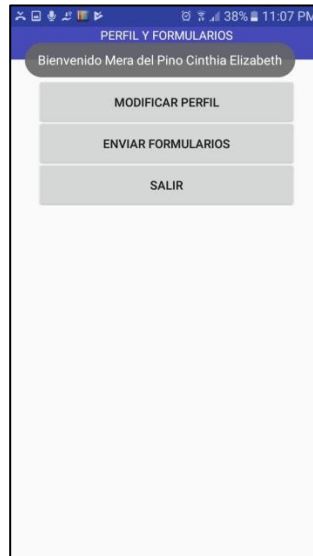 38% 11:07 PM
PERFIL Y FORMULARIOS
Bienvenido Mera del Pino Cinthia Elizabeth
MODIFICAR PERFIL
ENVIAR FORMULARIOS
SALIR